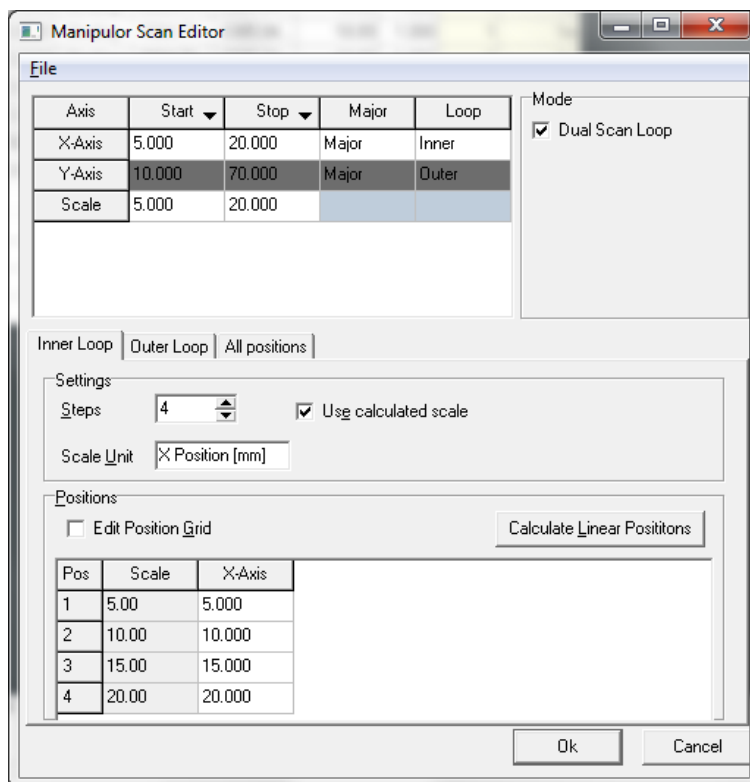 Manipulor Scan Editor
File
Axis Start Stop Major Loop
X-Axis 5.000 20.000 Major Inner
Y-Axis 10.000 70.000 Major Outer
Scale 5.000 20.000
Mode
Dual Scan Loop
Inner Loop Outer Loop All positions
Settings
Steps 4 Use calculated scale
Scale Unit X Position [mm]
Positions
Edit Position Grid Calculate Linear Posititons
Pos Scale X-Axis
1 5.00 5.000
2 10.00 10.000
3 15.00 15.000
4 20.00 20.000
Ok Cancel